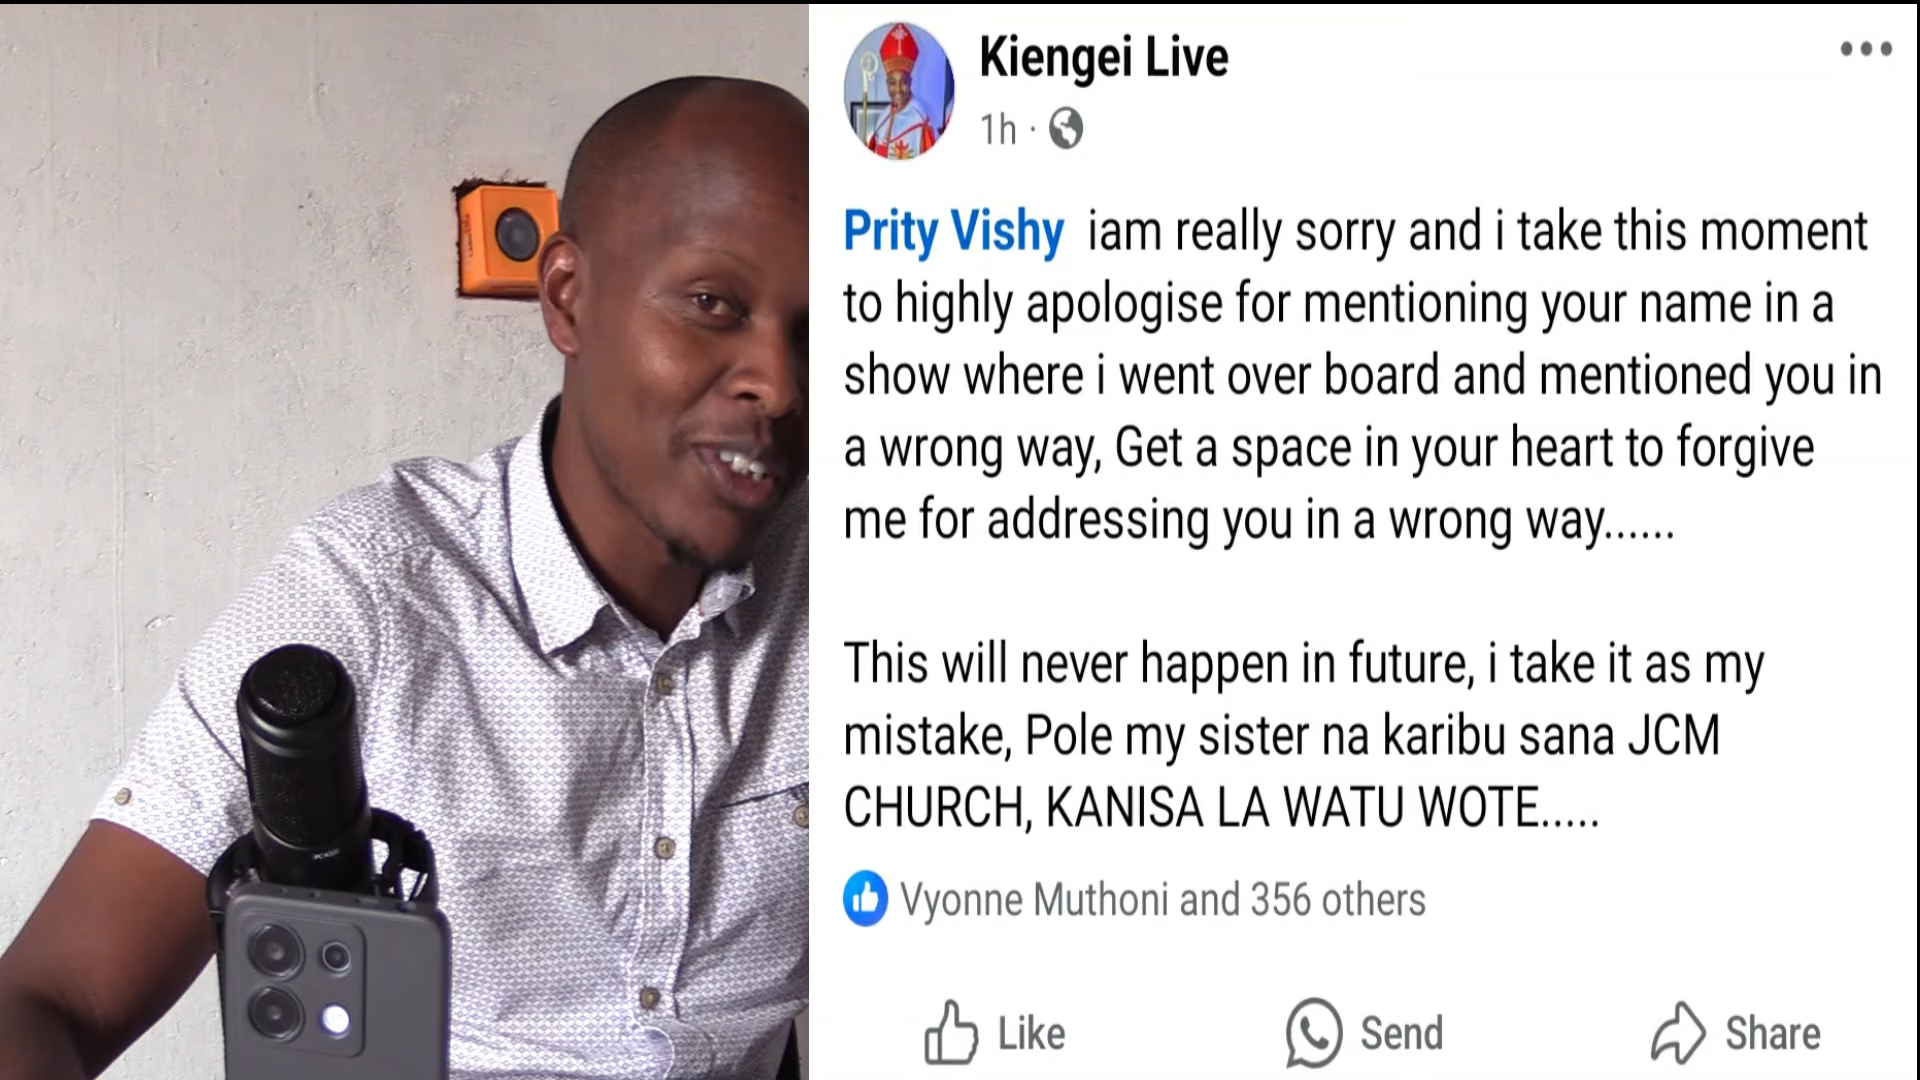 Kiengei Live
1h ·
Prity Vishy iam really sorry and i take this moment
to highly apologise for mentioning your name in a
show where i went over board and mentioned you in
a wrong way, Get a space in your heart to forgive
me for addressing you in a wrong way......
This will never happen in future, i take it as my
mistake, Pole my sister na karibu sana JCM
CHURCH, KANISA LA WATU WOTE.....
Vyonne Muthoni and 356 others
Like
Send
Share